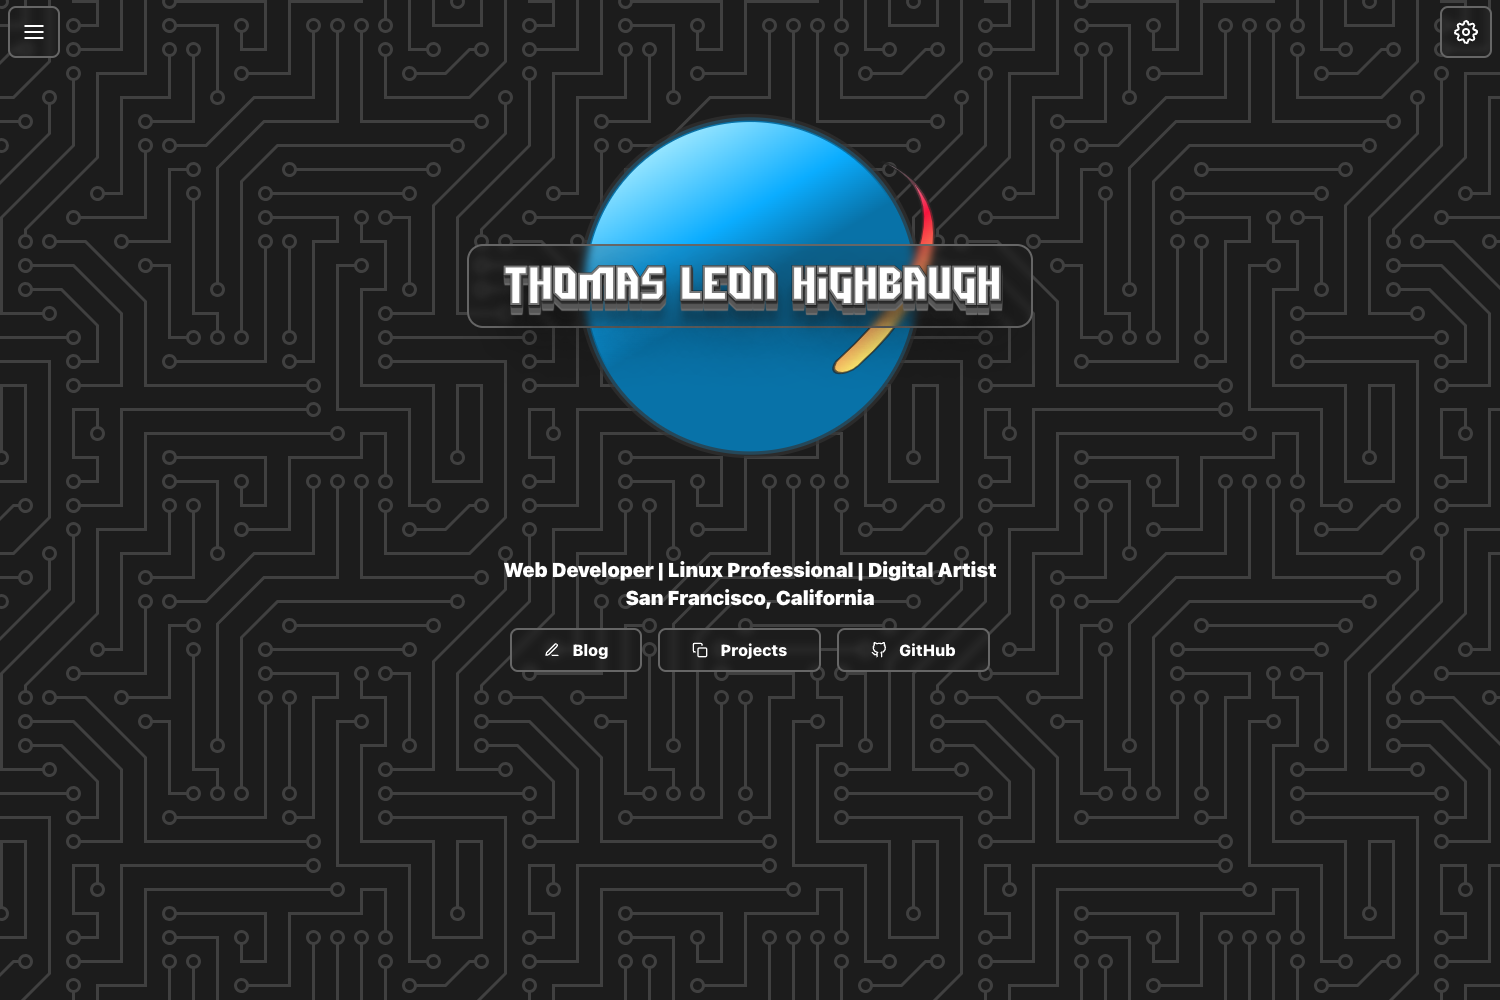 THOMAS LEON HiGHBAUGH
Web Developer | Linux Professional | Digital Artist
San Francisco, California
Blog
Projects
GitHub